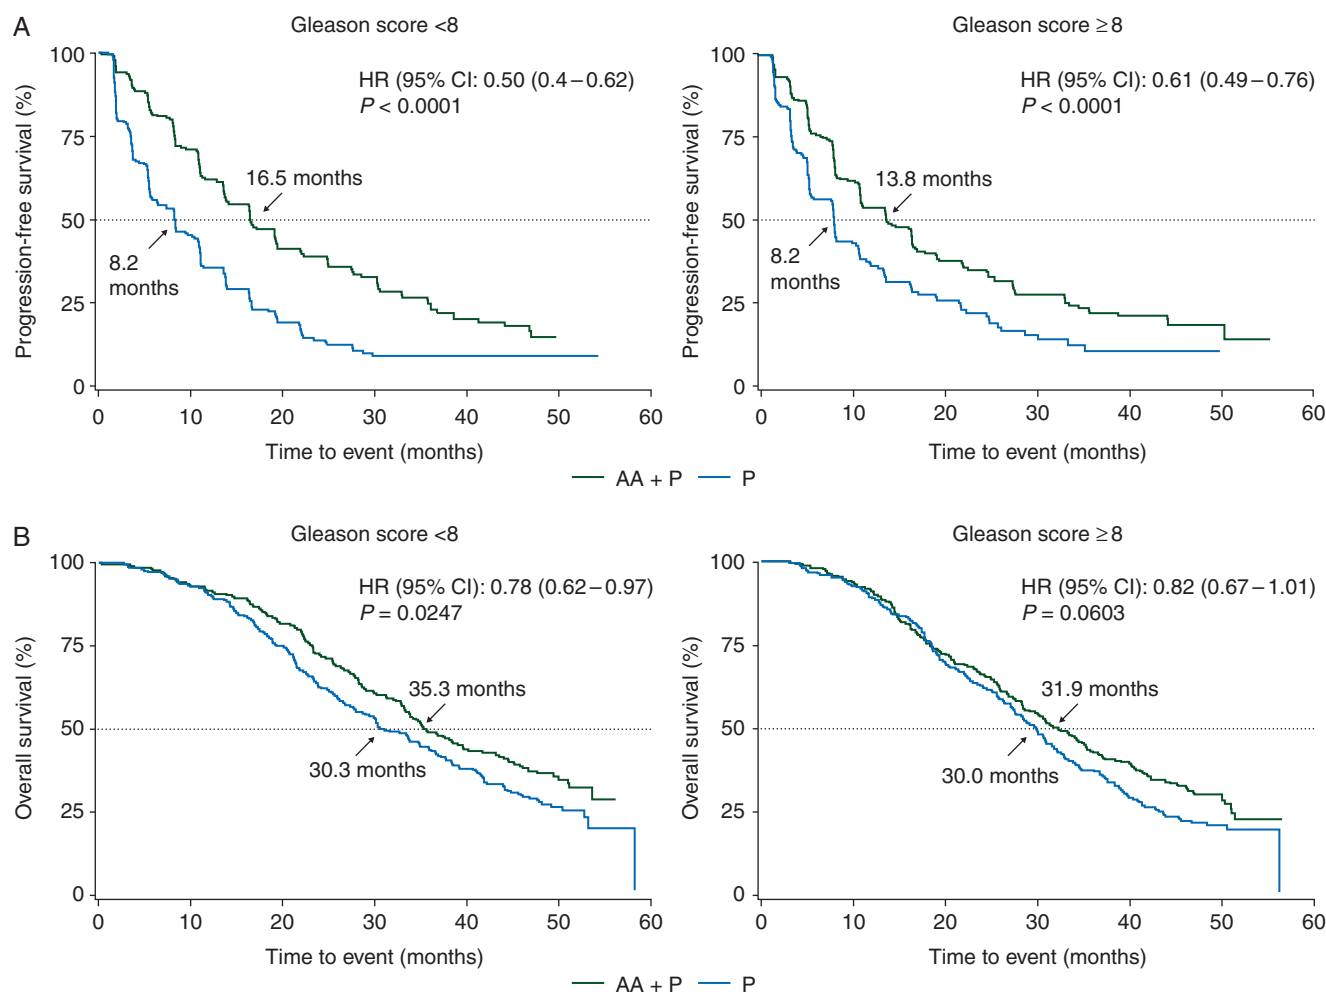 A
Gleason score <8
Progression-free survival (%)
100
75
50
25
0
HR (95% CI: 0.50 (0.4–0.62)
P < 0.0001
16.5 months
8.2
months
0 10 20 30 40 50 60
Time to event (months)
Gleason score ≥8
Progression-free survival (%)
100
75
50
25
0
HR (95% CI): 0.61 (0.49–0.76)
P < 0.0001
13.8 months
8.2
months
0 10 20 30 40 50 60
Time to event (months)
AA + P P
B
Gleason score <8
Overall survival (%)
100
75
50
25
0
HR (95% CI): 0.78 (0.62–0.97)
P = 0.0247
35.3 months
30.3 months
0 10 20 30 40 50 60
Time to event (months)
Gleason score ≥8
Overall survival (%)
100
75
50
25
0
HR (95% CI): 0.82 (0.67–1.01)
P = 0.0603
31.9 months
30.0 months
0 10 20 30 40 50 60
Time to event (months)
AA + P P